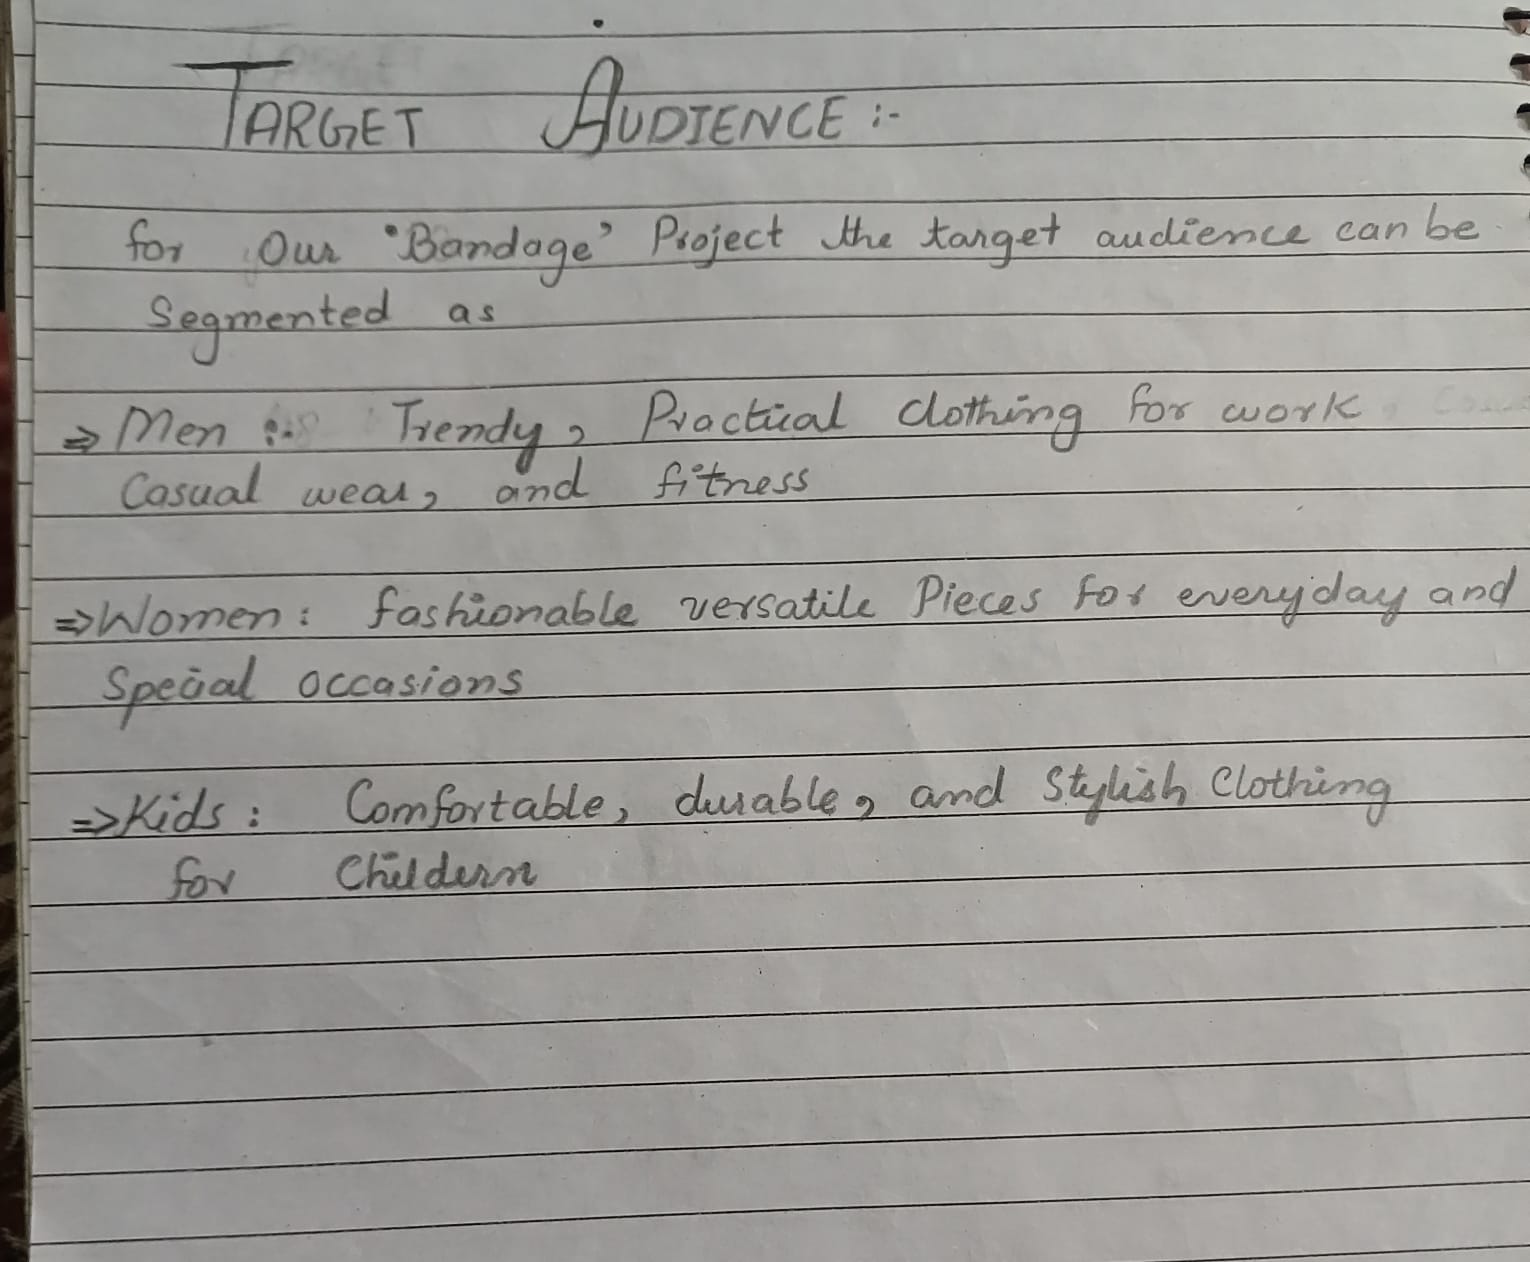 TARGET AUDIENCE :-
for Our "Bandage" Project the target audience can be
Segmented as
⇒ Men :- Trendy, Practical Clothing for work
Casual wear, and fitness
⇒Women: fashionable versatile Pieces for everyday and
Special occasions
⇒Kids: Comfortable, durable, and Stylish Clothing
for Childern